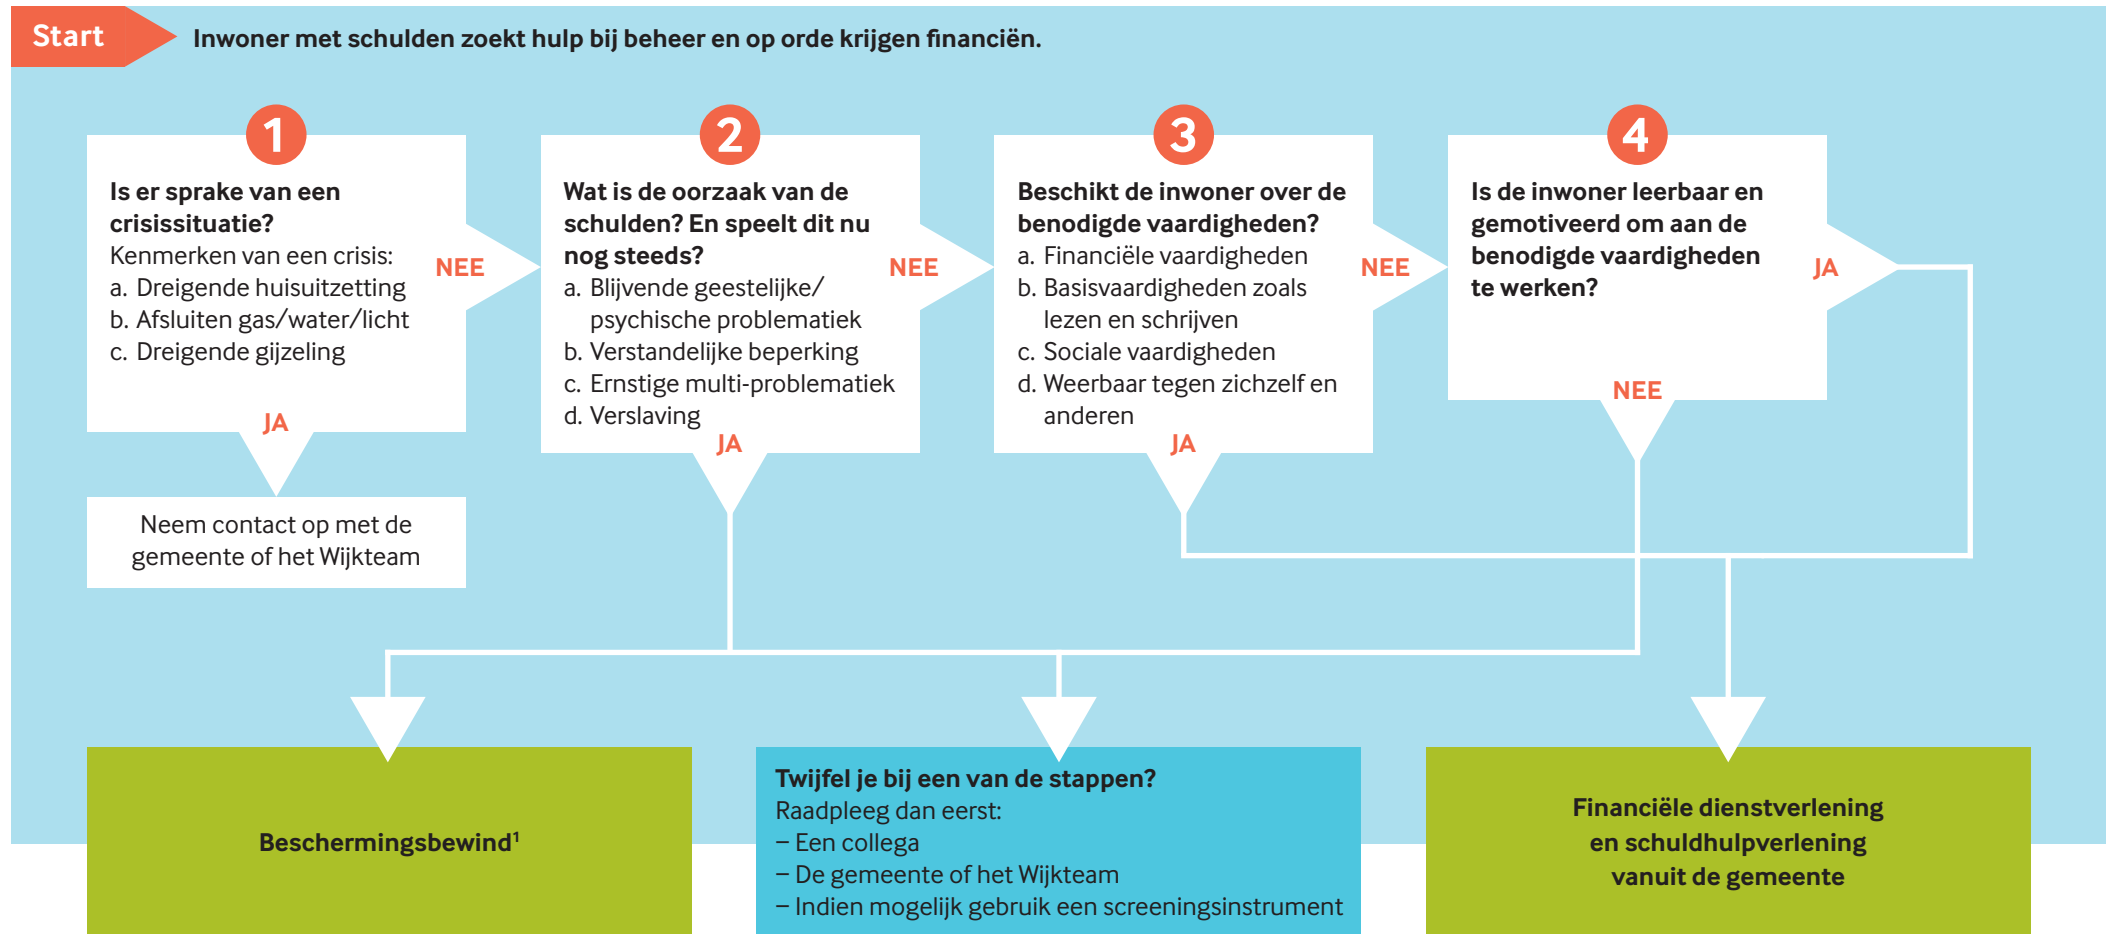 Start
Inwoner met schulden zoekt hulp bij beheer en op orde krijgen financiën.
1
Is er sprake van een
crisissituatie?
Kenmerken van een crisis:
a. Dreigende huisuitzetting
b. Afsluiten gas/water/licht
c. Dreigende gijzeling
NEE
JA
Neem contact op met de
gemeente of het Wijkteam
2
Wat is de oorzaak van de
schulden? En speelt dit nu
nog steeds?
a. Blijvende geestelijke/
psychische problematiek
b. Verstandelijke beperking
c. Ernstige multi-problematiek
d. Verslaving
NEE
JA
3
Beschikt de inwoner over de
benodigde vaardigheden?
a. Financiële vaardigheden
b. Basisvaardigheden zoals
lezen en schrijven
c. Sociale vaardigheden
d. Weerbaar tegen zichzelf en
anderen
NEE
JA
4
Is de inwoner leerbaar en
gemotiveerd om aan de
benodigde vaardigheden
te werken?
JA
NEE
Beschermingsbewind¹
Twijfel je bij een van de stappen?
Raadpleeg dan eerst:
– Een collega
– De gemeente of het Wijkteam
– Indien mogelijk gebruik een screeningsinstrument
Financiële dienstverlening
en schuldhulpverlening
vanuit de gemeente